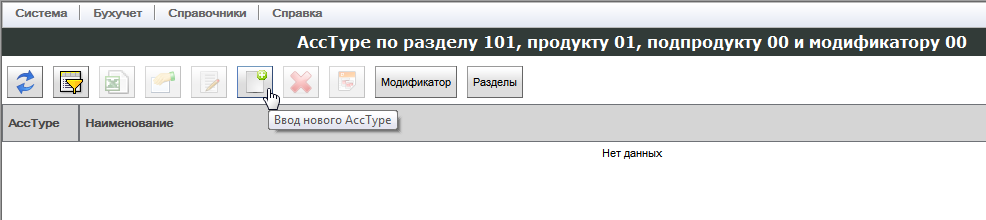 Система Бухучет Справочники Справка
AccType по разделу 101, продукту 01, подпродукту 00 и модификатору 00
Модификатор Разделы
Ввод нового AccType
AccType Наименование
Нет данных